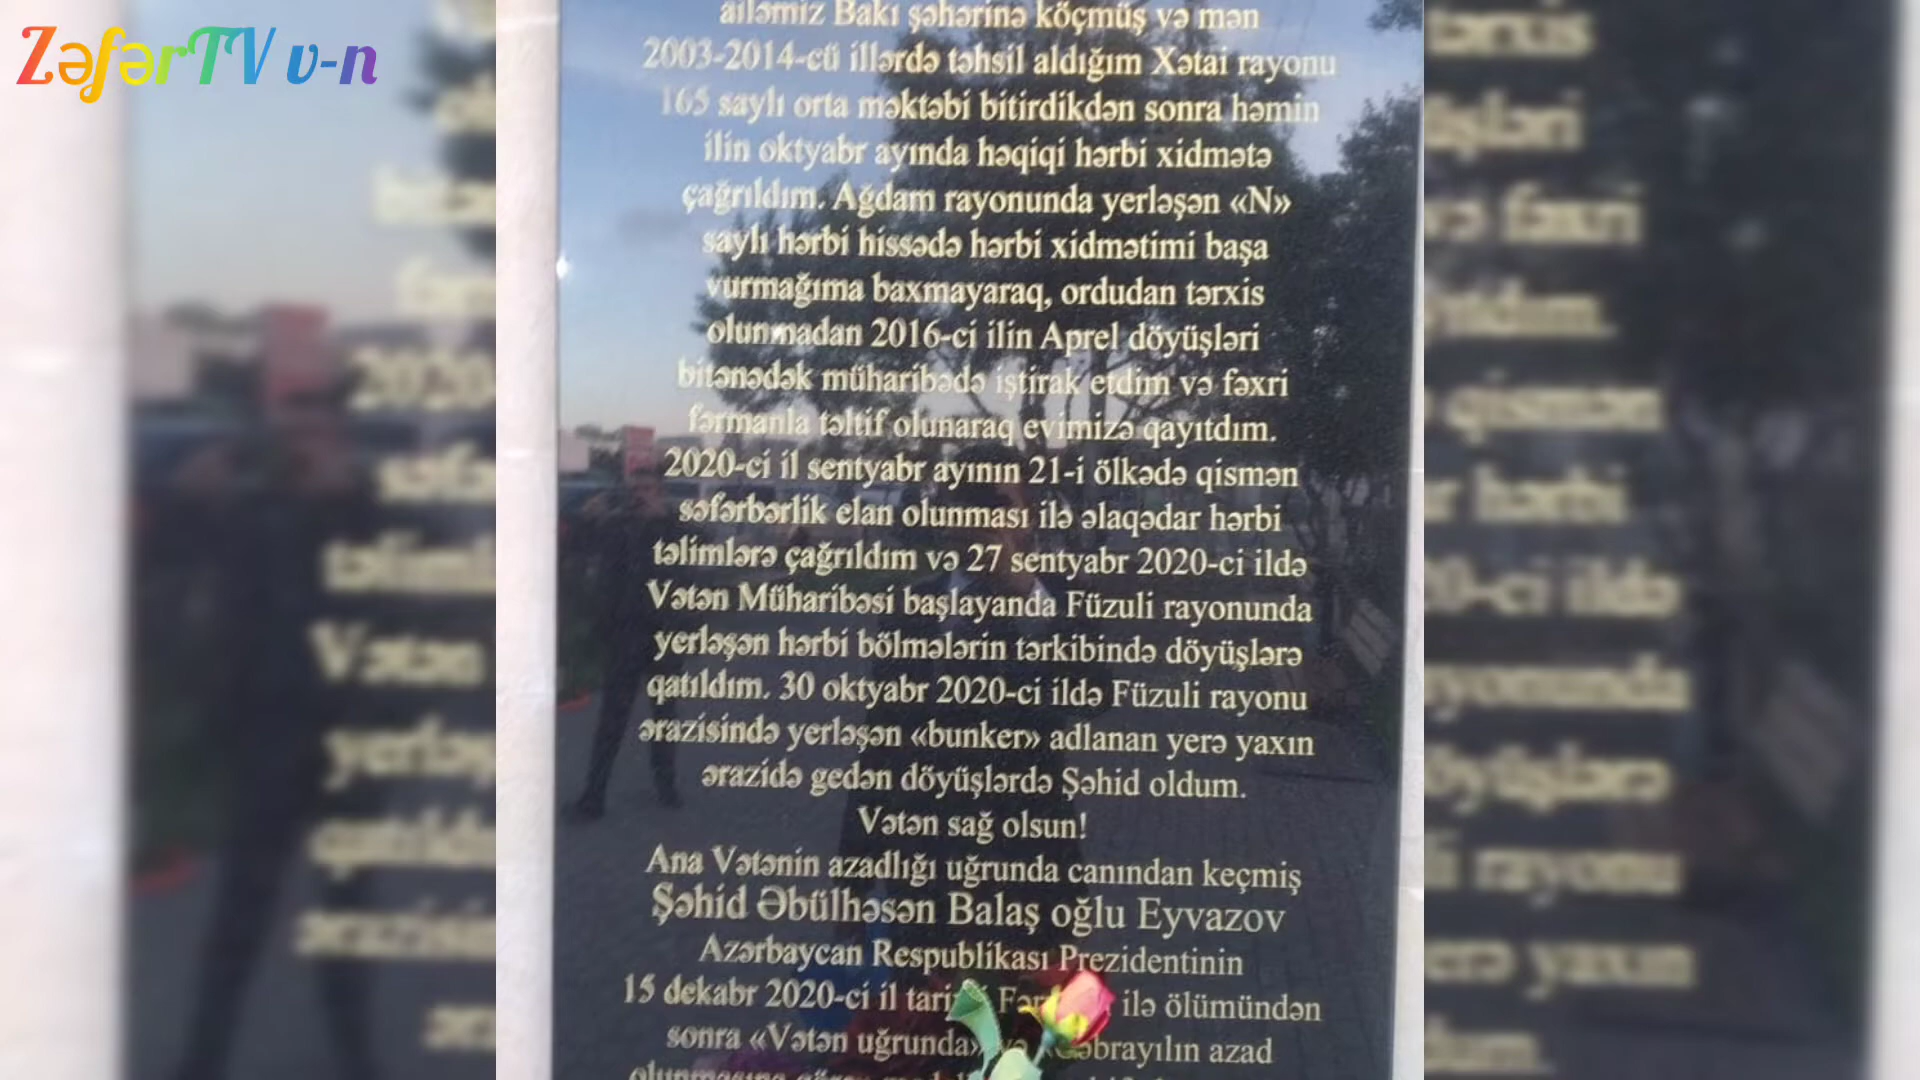 ZəfərTV v-n
ailəmiz Bakı şəhərinə köçmüş və mən
2003-2014-cü illərdə təhsil aldığım Xətai rayonu
165 saylı orta məktəbi bitirdikdən sonra həmin
ilin oktyabr ayında həqiqi hərbi xidmətə
çağrıldım. Ağdam rayonunda yerləşən «N»
saylı hərbi hissədə hərbi xidmətimi başa
vurmağıma baxmayaraq, ordudan tərxis
olunmadan 2016-ci ilin Aprel döyüşləri
bitənədək müharibədə iştirak etdim və fəxri
fərmanla təltif olunaraq evimizə qayıtdım.
2020-ci il sentyabr ayının 21-i ölkədə qismən
səfərbərlik elan olunması ilə əlaqədar hərbi
təlimlərə çağrıldım və 27 sentyabr 2020-ci ildə
Vətən Müharibəsi başlayanda Füzuli rayonunda
yerləşən hərbi bölmələrin tərkibində döyüşlərə
qatıldım. 30 oktyabr 2020-ci ildə Füzuli rayonu
ərazisində yerləşən «bunker» adlanan yerə yaxın
ərazidə gedən döyüşlərdə Şəhid oldum.
Vətən sağ olsun!
Ana Vətənin azadlığı uğrunda canından keçmiş
Şəhid Əbülhəsən Balaş oğlu Eyvazov
Azərbaycan Respublikası Prezidentinin
15 dekabr 2020-ci il ilə ölümündən
sonra «Vətən uğrunda» azad